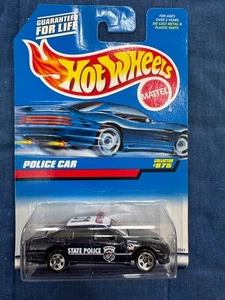 GUARANTEED
FOR LIFE
FOR AGES
OVER 3 YEARS.
DIE CAST METAL &
PLASTIC PARTS.
Hot Wheels
MATTEL
POLICE CAR
COLLECTOR
#875
STATE POLICE